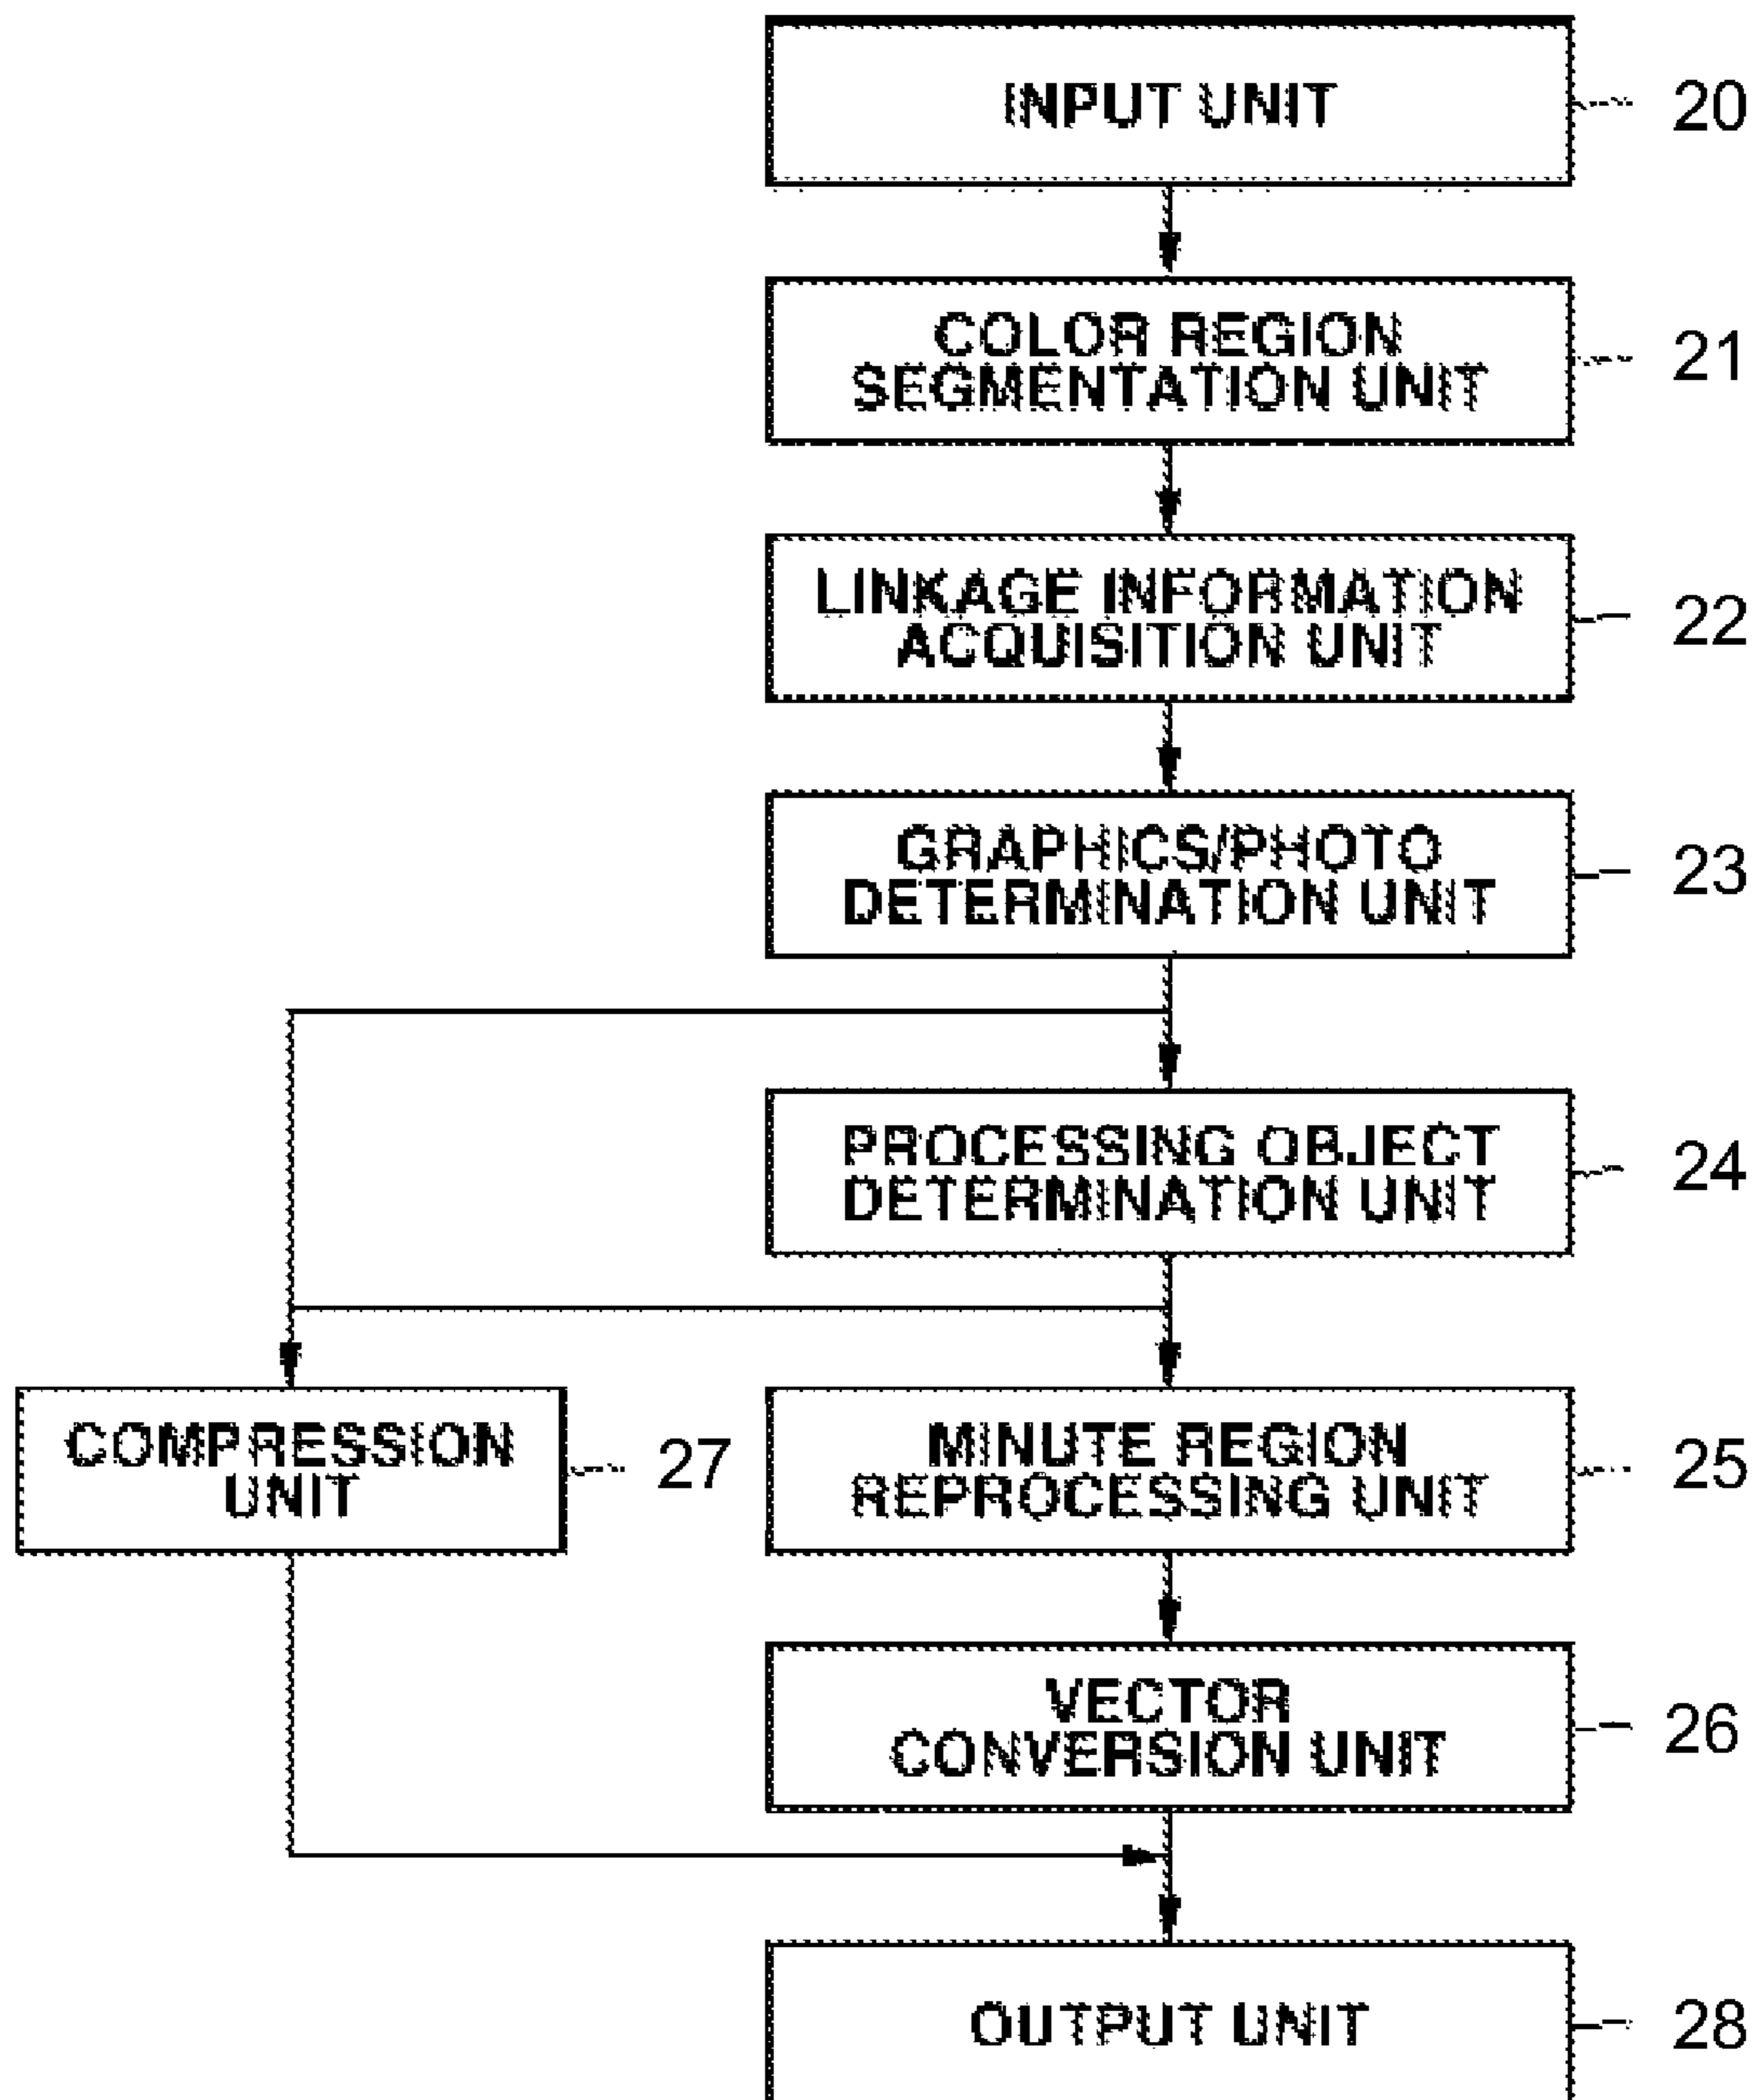 INPUT UNIT
20
COLOR REGION
SEGMENTATION UNIT
21
LINKAGE INFORMATION
ACQUISITION UNIT
22
GRAPHICS/PHOTO
DETERMINATION UNIT
23
PROCESSING OBJECT
DETERMINATION UNIT
24
COMPRESSION
UNIT
27
MINUTE REGION
REPROCESSING UNIT
25
VECTOR
CONVERSION UNIT
26
OUTPUT UNIT
28